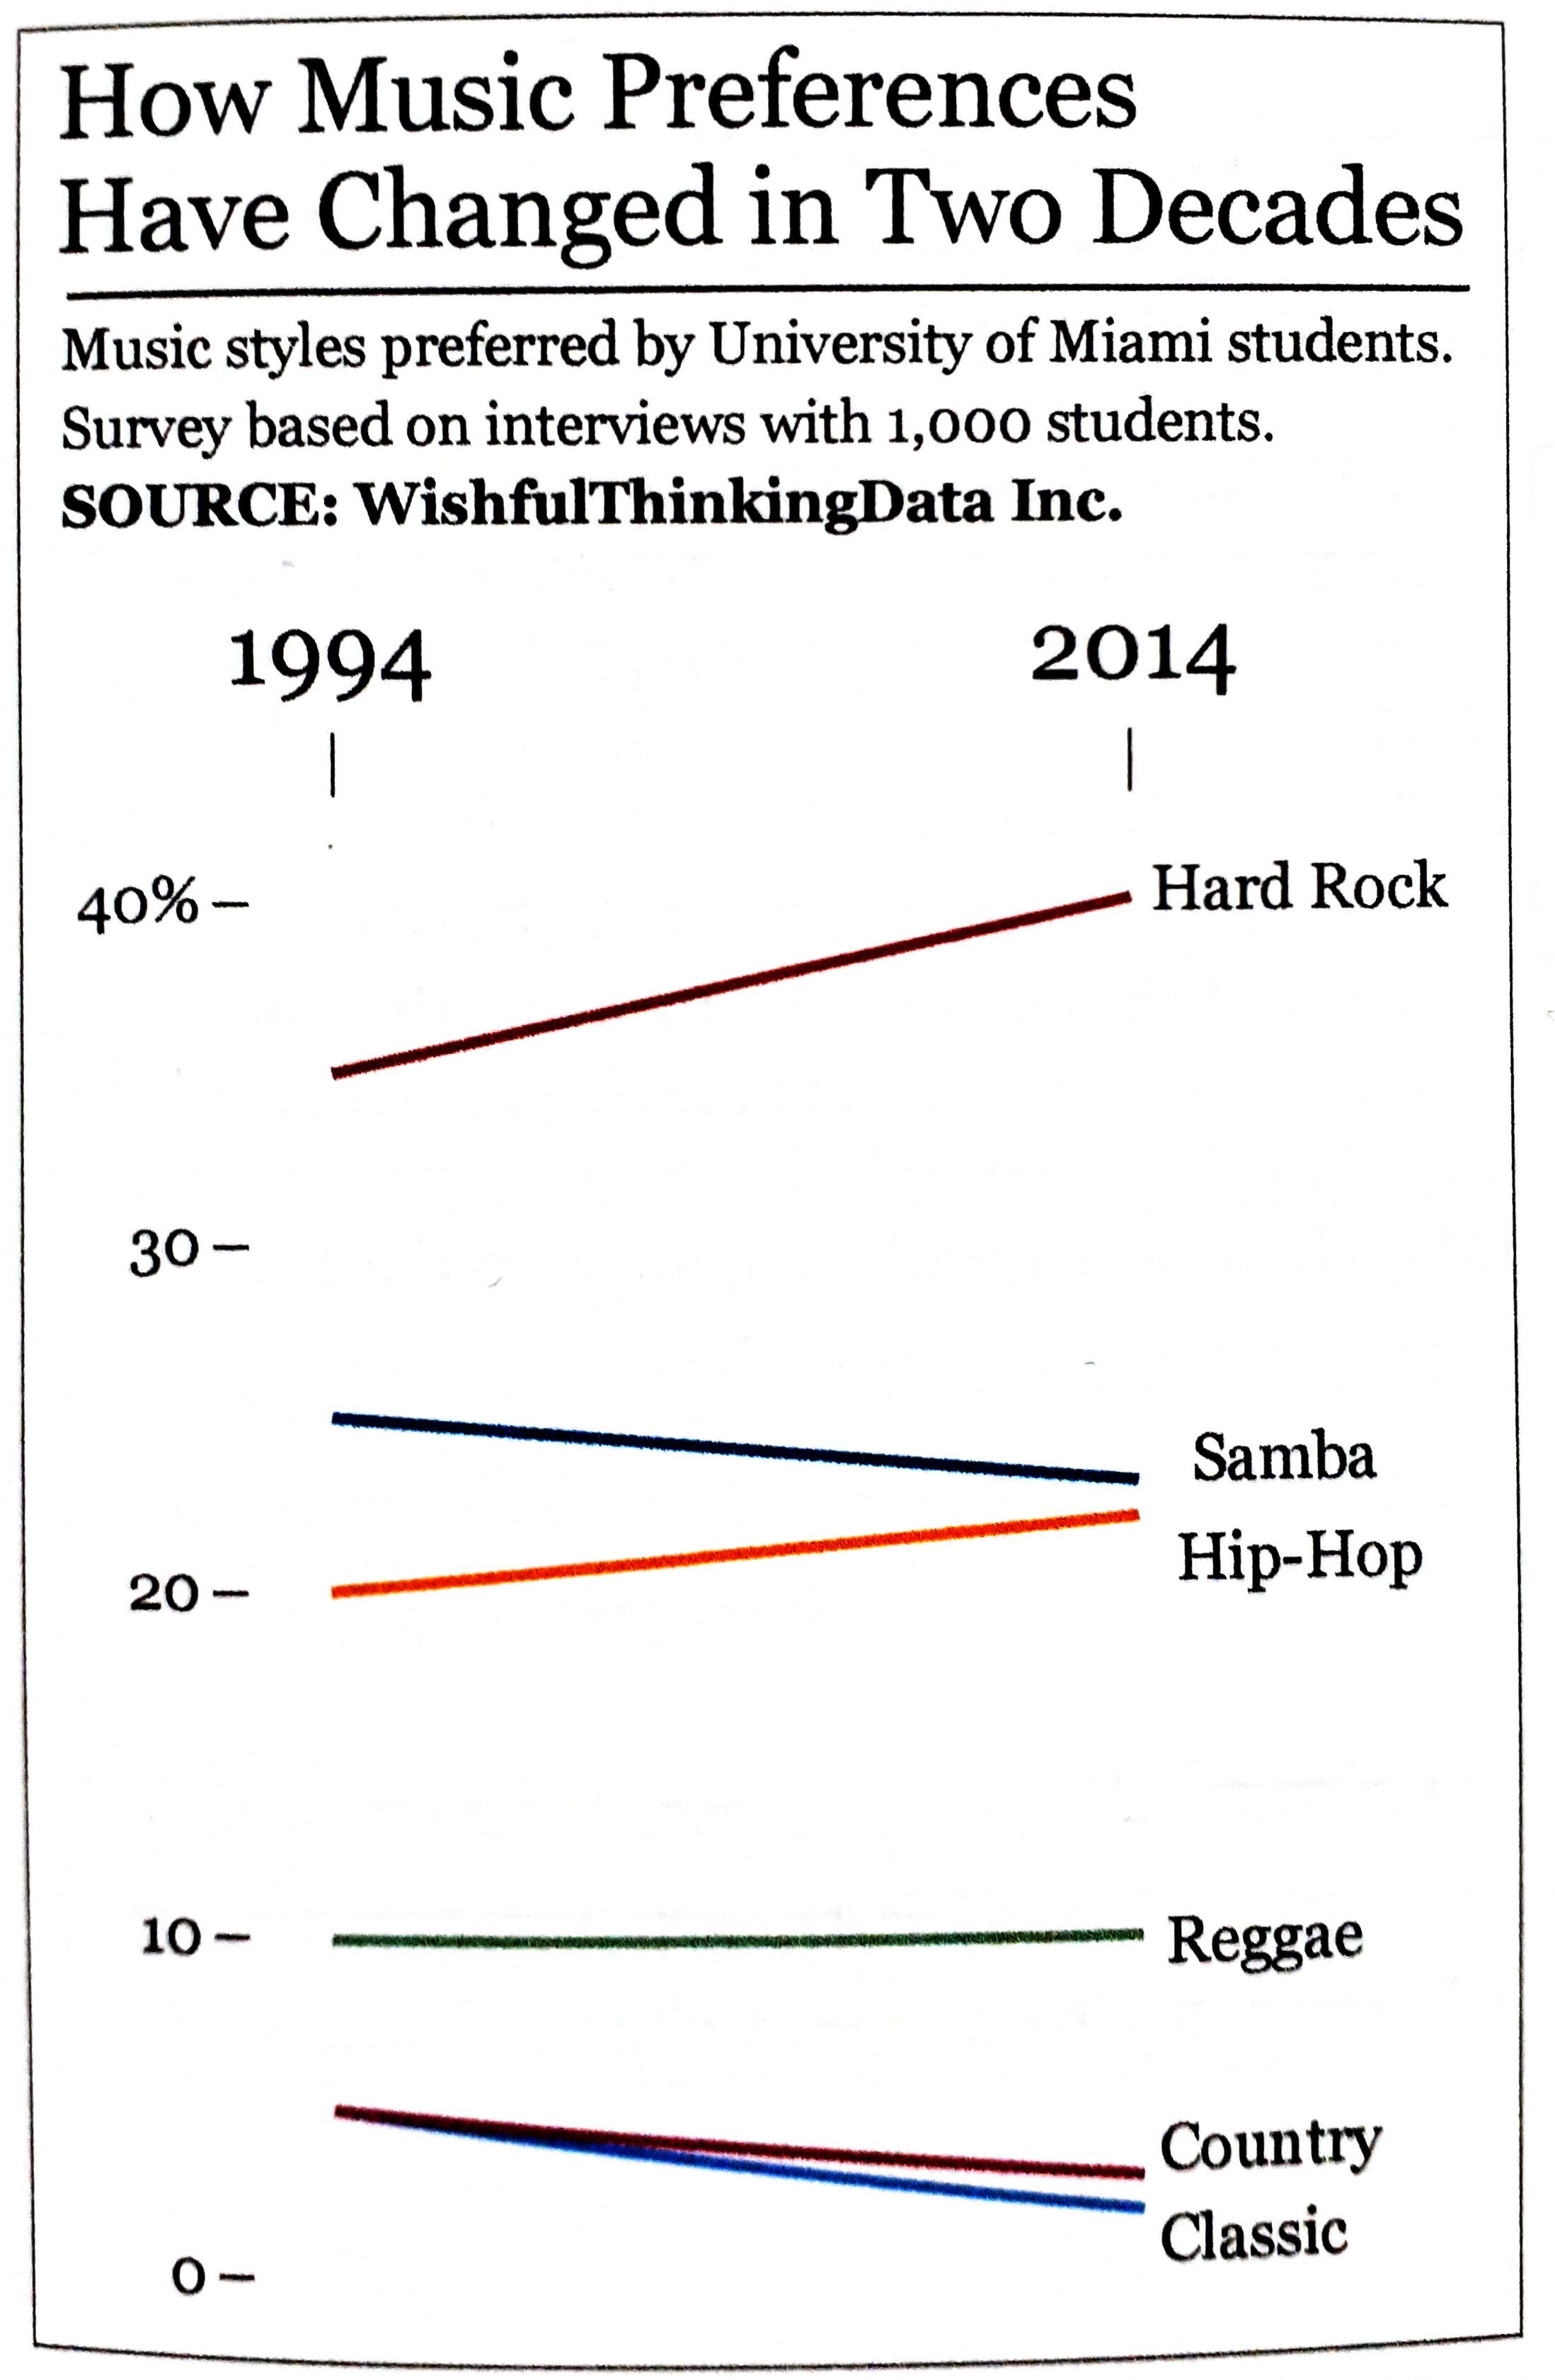 How Music Preferences
Have Changed in Two Decades
Music styles preferred by University of Miami students.
Survey based on interviews with 1,000 students.
SOURCE: WishfulThinkingData Inc.
1994 2014
40%
Hard Rock
30
Samba
Hip-Hop
20
10
Reggae
Country
Classic
0